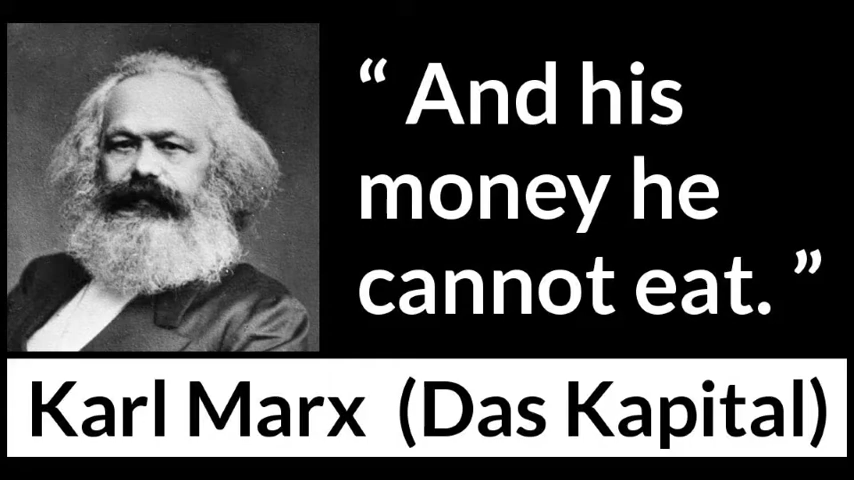 “ And his
money he
cannot eat. ”
Karl Marx (Das Kapital)